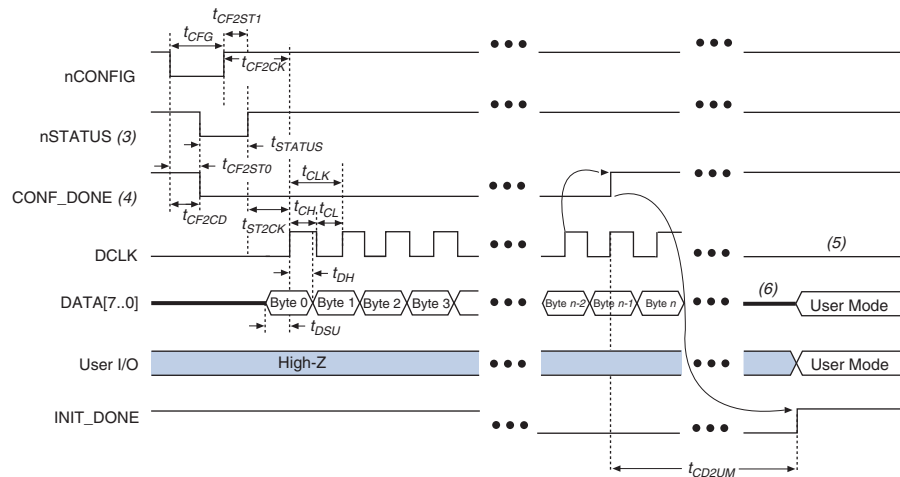 tCF2ST1
tCFG
tCF2CK
nCONFIG
nSTATUS (3)
tSTATUS
tCF2ST0
tCLK
CONF_DONE (4)
tCF2CD
tST2CK
tCH
tCL
DCLK
(5)
tDH
DATA[7..0]
Byte 0
Byte 1
Byte 2
Byte 3
Byte n-2
Byte n-1
Byte n
(6)
User Mode
tDSU
User I/O
High-Z
User Mode
INIT_DONE
tCD2UM